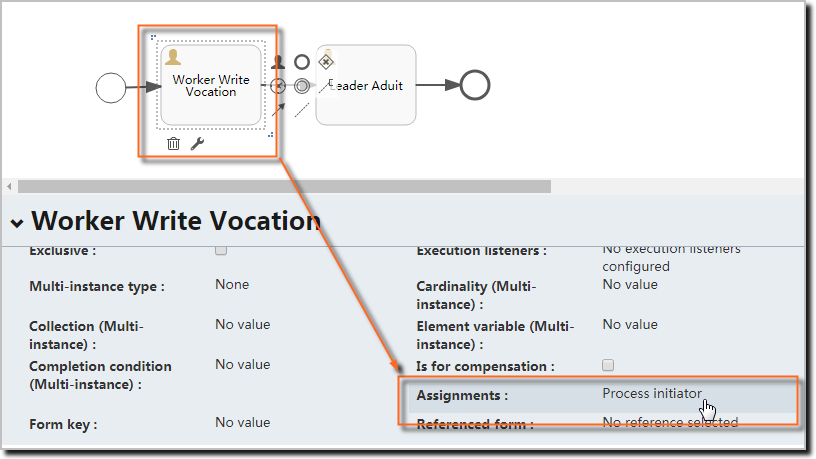 Worker Write
Vocation
Leader Aduit
Worker Write Vocation
Exclusive :
Execution listeners :
No execution listeners
configured
Multi-instance type :
None
Cardinality (Multi-
instance) :
No value
Collection (Multi-
instance) :
No value
Element variable (Multi-
instance) :
No value
Completion condition
(Multi-instance) :
No value
Is for compensation :
Assignments :
Process initiator
Form key :
No value
Referenced form :
No reference selected